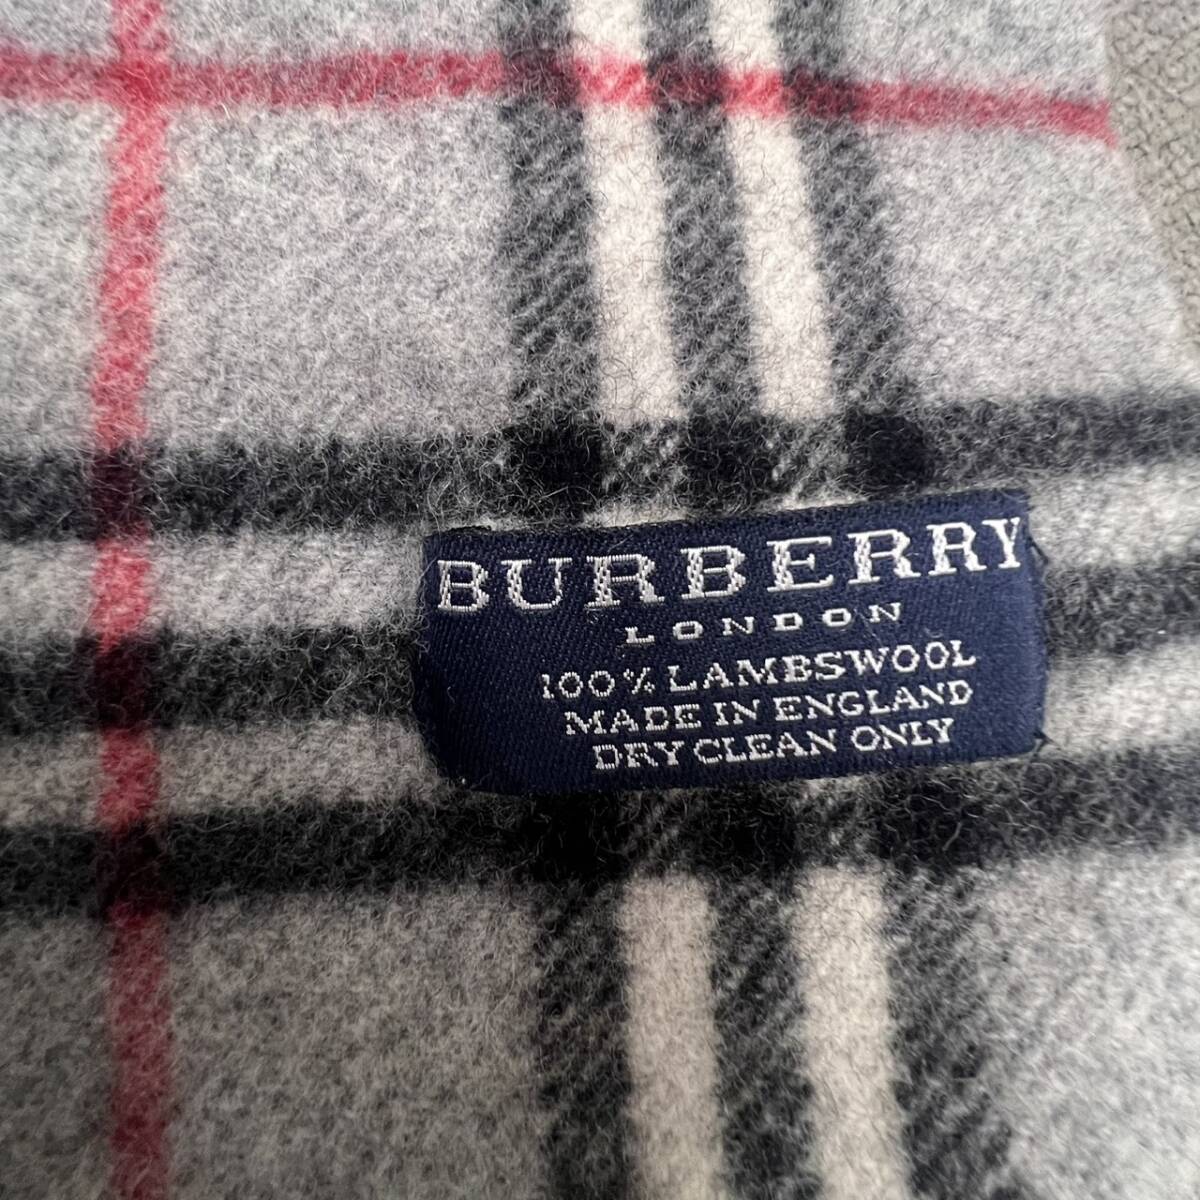 BURBERRY
LONDON
100% LAMBSWOOL
MADE IN ENGLAND
DRY CLEAN ONLY